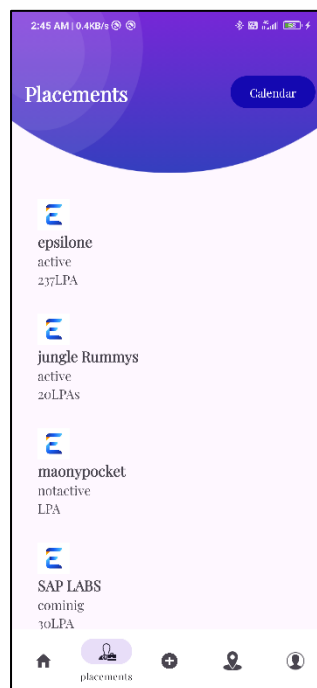 2:45 AM | 0.4KB/s
Placements
Calendar
epsilone
active
237LPA
jungle Rummys
active
20LPAs
maonypocket
notactive
LPA
SAP LABS
cominig
30LPA
placements